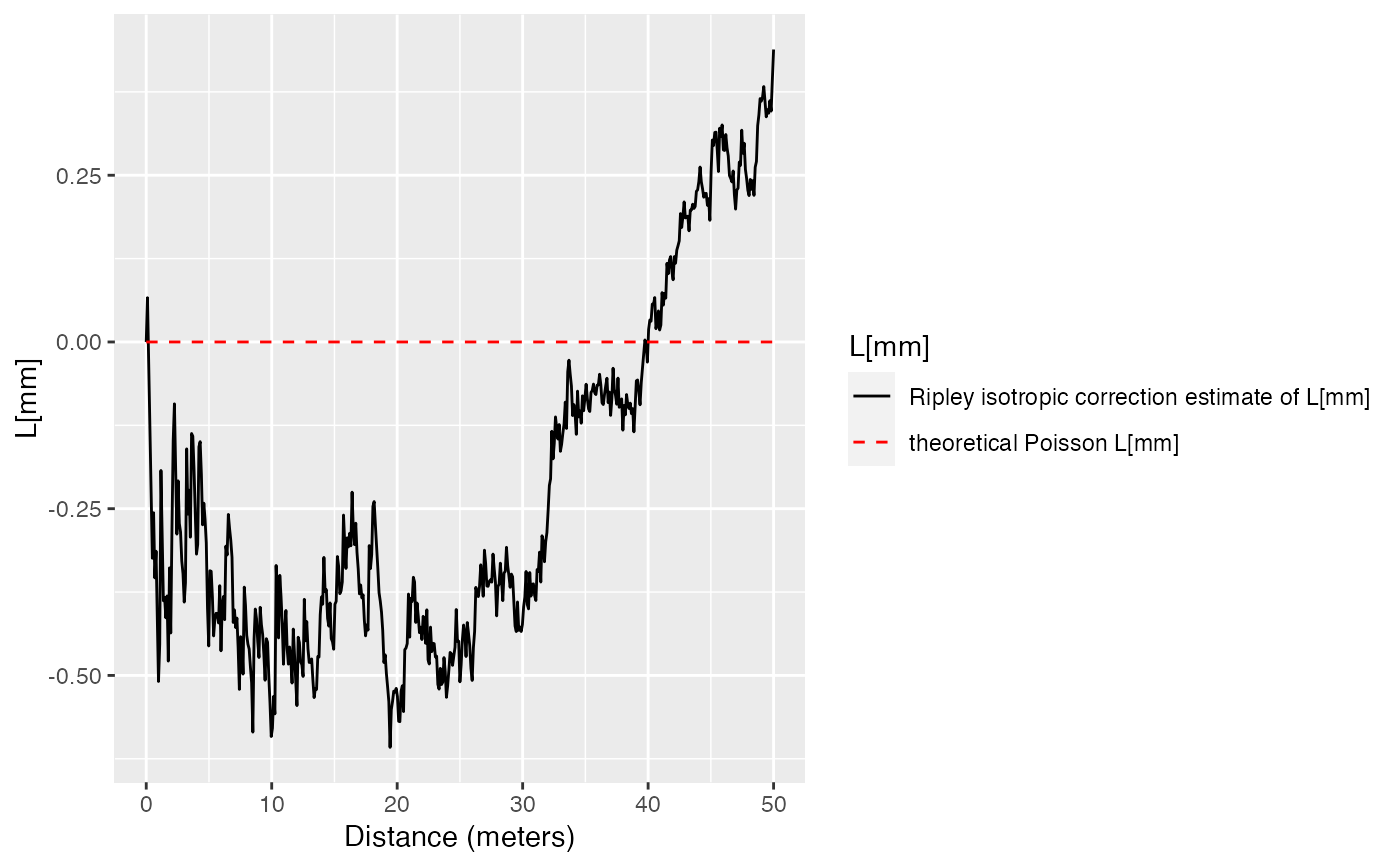 0.25
0.00
-0.25
-0.50
L[mm]
0 10 20 30 40 50
Distance (meters)
L[mm]
Ripley isotropic correction estimate of L[mm]
theoretical Poisson L[mm]